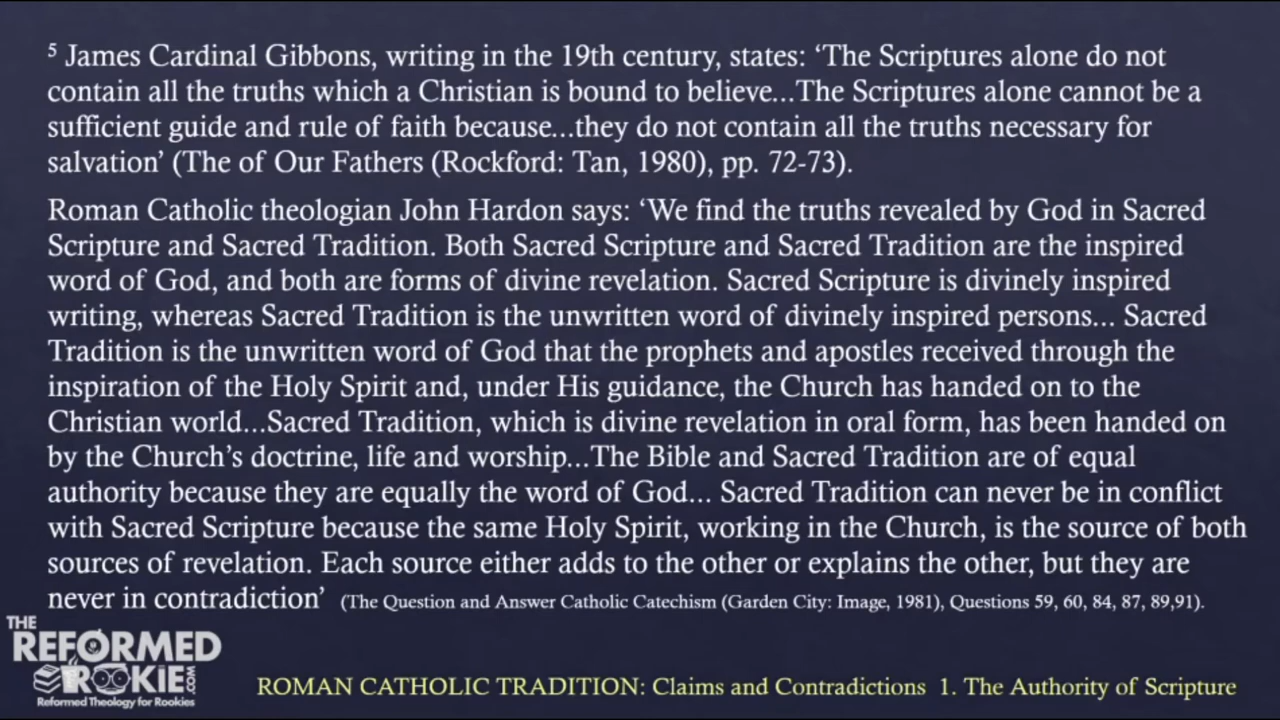 ⁵ James Cardinal Gibbons, writing in the 19th century, states: ‘The Scriptures alone do not
contain all the truths which a Christian is bound to believe…The Scriptures alone cannot be a
sufficient guide and rule of faith because…they do not contain all the truths necessary for
salvation’ (The of Our Fathers (Rockford: Tan, 1980), pp. 72-73).
Roman Catholic theologian John Hardon says: ‘We find the truths revealed by God in Sacred
Scripture and Sacred Tradition. Both Sacred Scripture and Sacred Tradition are the inspired
word of God, and both are forms of divine revelation. Sacred Scripture is divinely inspired
writing, whereas Sacred Tradition is the unwritten word of divinely inspired persons… Sacred
Tradition is the unwritten word of God that the prophets and apostles received through the
inspiration of the Holy Spirit and, under His guidance, the Church has handed on to the
Christian world…Sacred Tradition, which is divine revelation in oral form, has been handed on
by the Church’s doctrine, life and worship…The Bible and Sacred Tradition are of equal
authority because they are equally the word of God… Sacred Tradition can never be in conflict
with Sacred Scripture because the same Holy Spirit, working in the Church, is the source of both
sources of revelation. Each source either adds to the other or explains the other, but they are
never in contradiction’ (The Question and Answer Catholic Catechism (Garden City: Image, 1981), Questions 59, 60, 84, 87, 89,91).
THE
REFORMED
ROOKIE.COM
Reformed Theology for Rookies
ROMAN CATHOLIC TRADITION: Claims and Contradictions 1. The Authority of Scripture